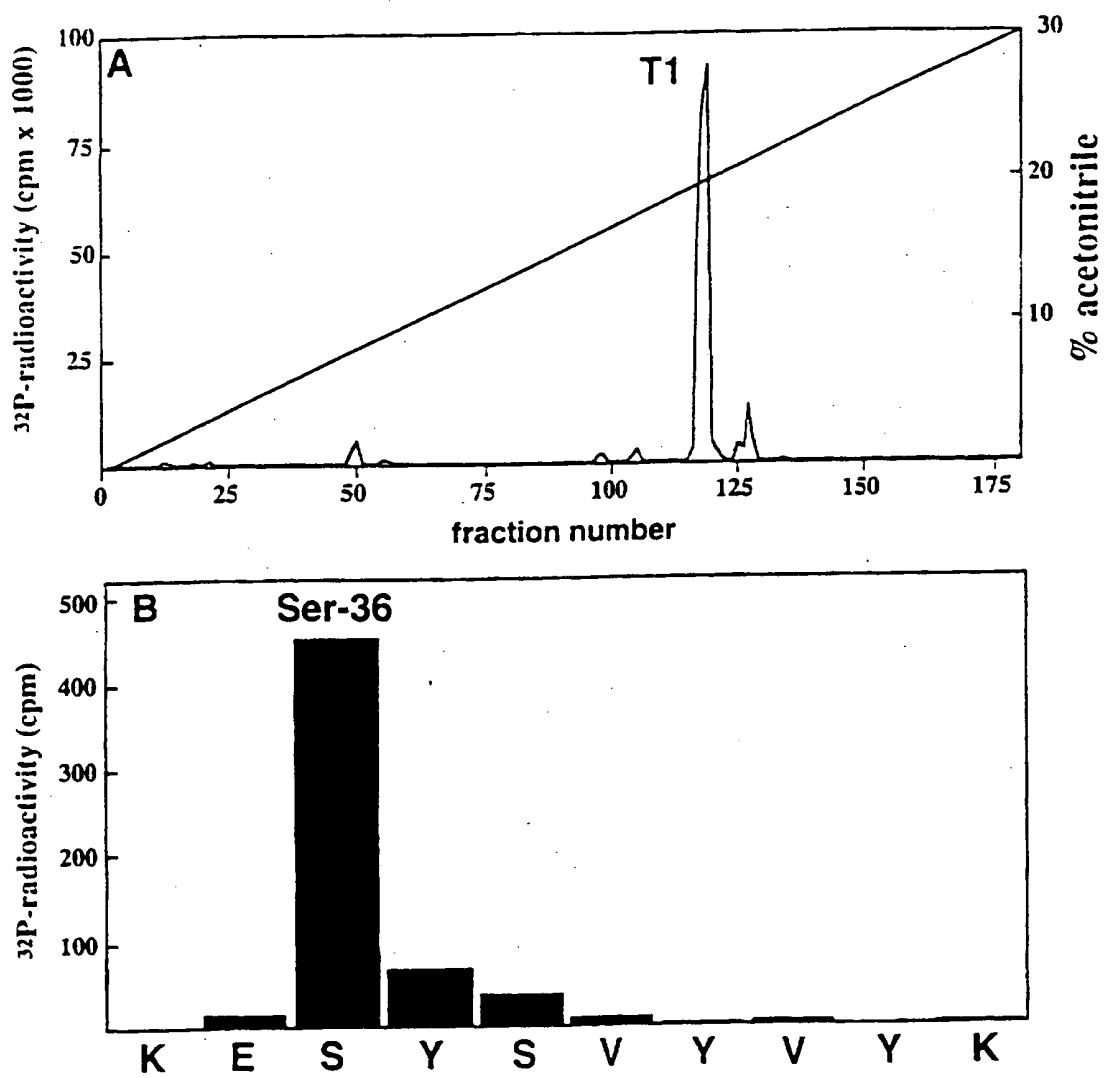 A
T1
100
75
50
25
30
20
10
32P-radioactivity (cpm x 1000)
% acetonitrile
0 25 50 75 100 125 150 175
fraction number
B
Ser-36
500
400
300
200
100
32P-radioactivity (cpm)
K E S Y S V Y V Y K